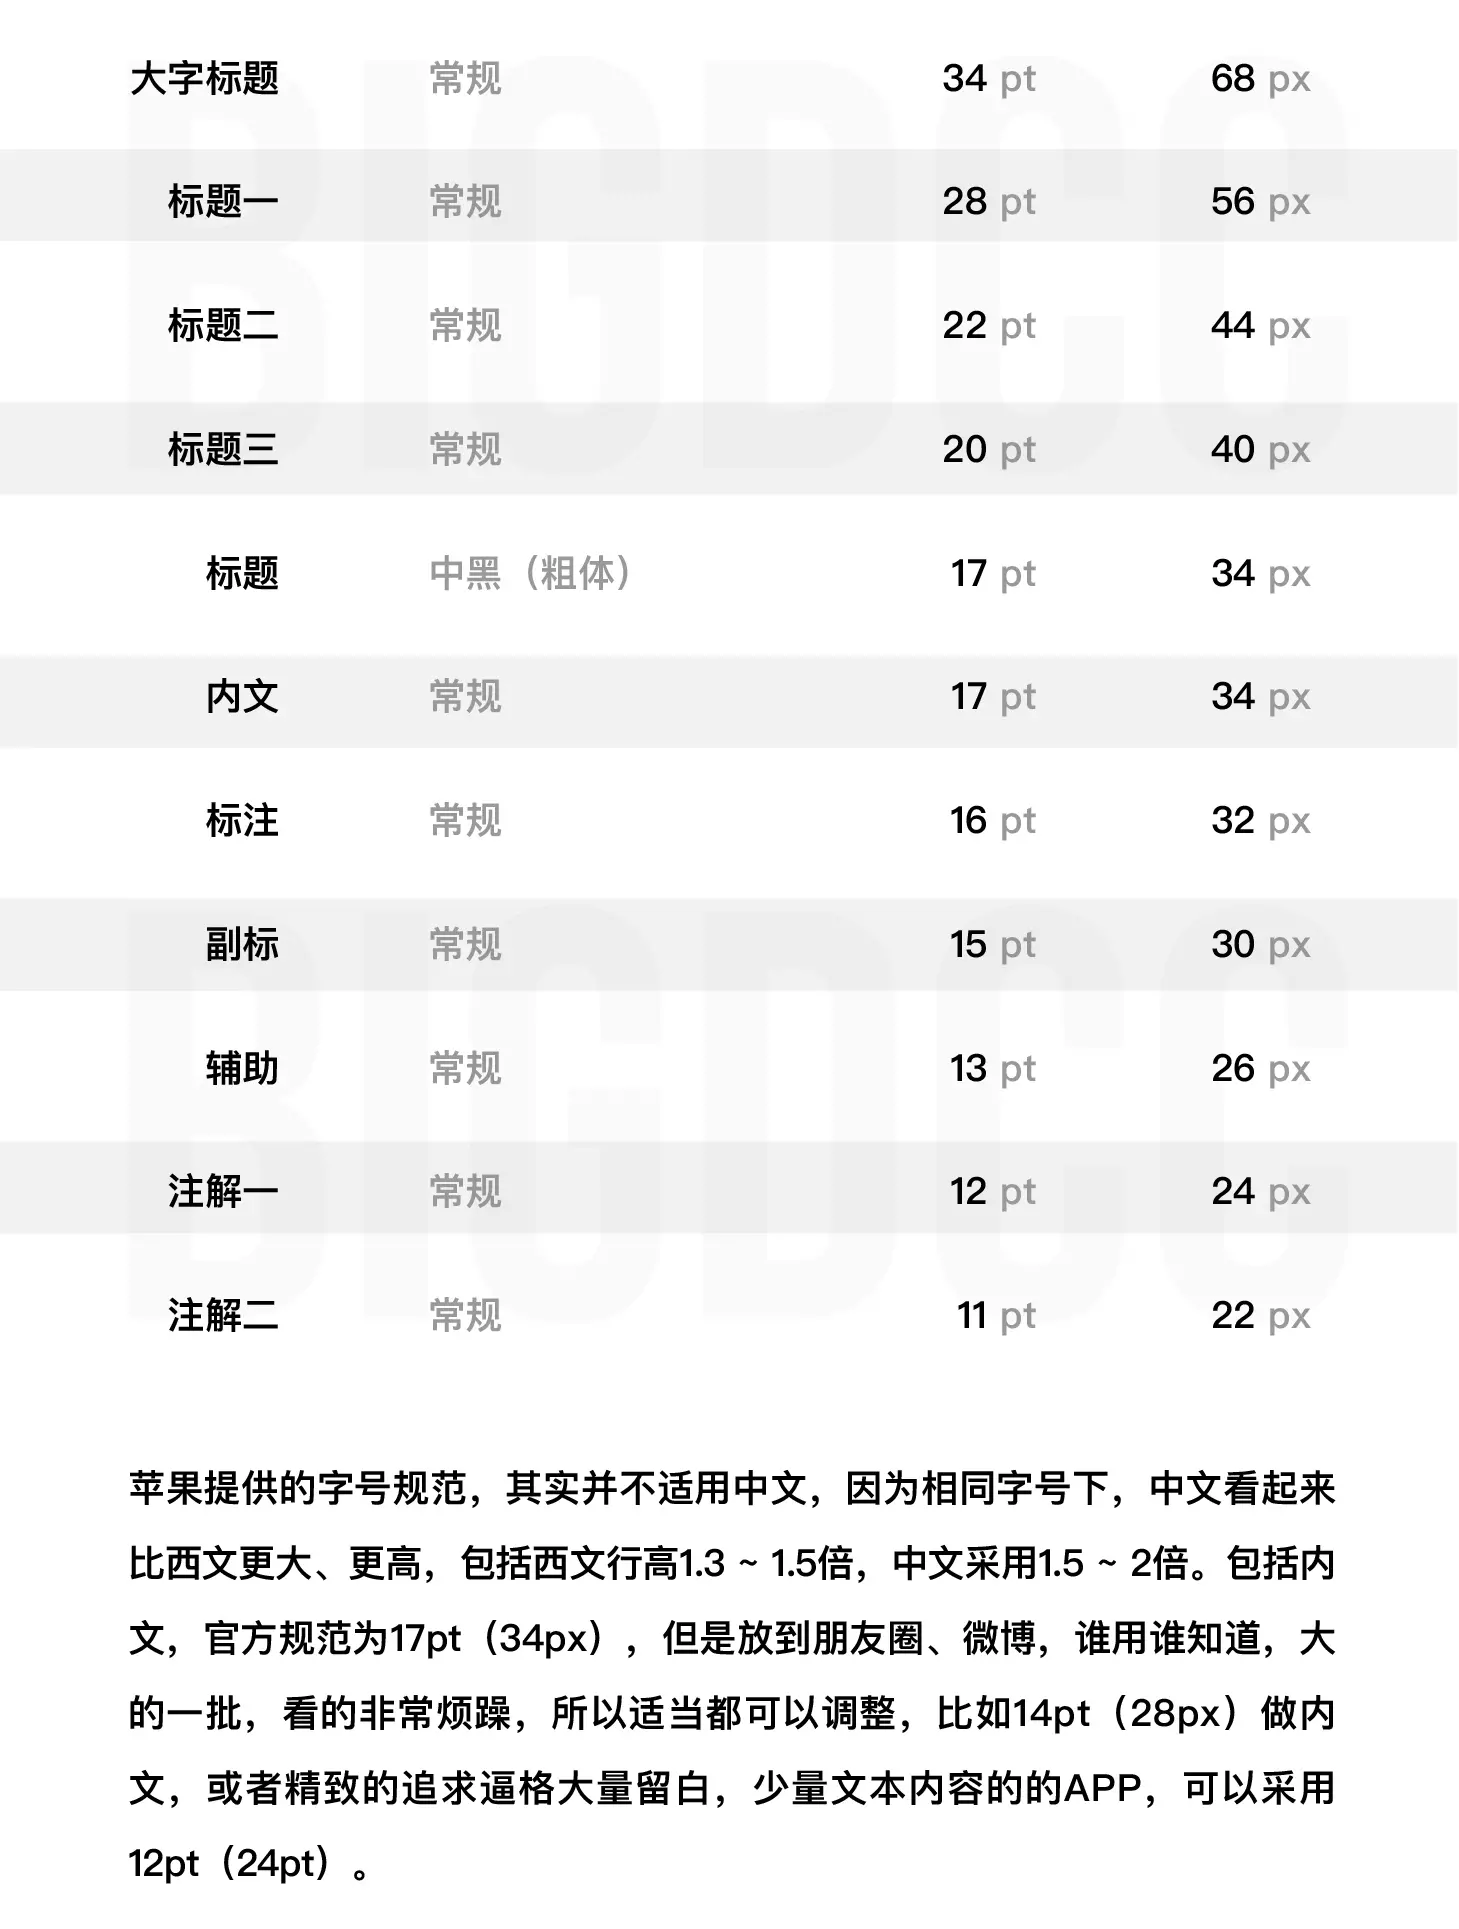 大字标题 常规 34 pt 68 px
标题一 常规 28 pt 56 px
标题二 常规 22 pt 44 px
标题三 常规 20 pt 40 px
标题 中黑（粗体） 17 pt 34 px
内文 常规 17 pt 34 px
标注 常规 16 pt 32 px
副标 常规 15 pt 30 px
辅助 常规 13 pt 26 px
注解一 常规 12 pt 24 px
注解二 常规 11 pt 22 px
苹果提供的字号规范，其实并不适用中文，因为相同字号下，中文看起来
比西文更大、更高，包括西文行高1.3 ~ 1.5倍，中文采用1.5 ~ 2倍。包括内
文，官方规范为17pt（34px），但是放到朋友圈、微博，谁用谁知道，大
的一批，看的非常烦躁，所以适当都可以调整，比如14pt（28px）做内
文，或者精致的追求逼格大量留白，少量文本内容的的APP，可以采用
12pt（24pt）。
BIGDCC
BIGDCC